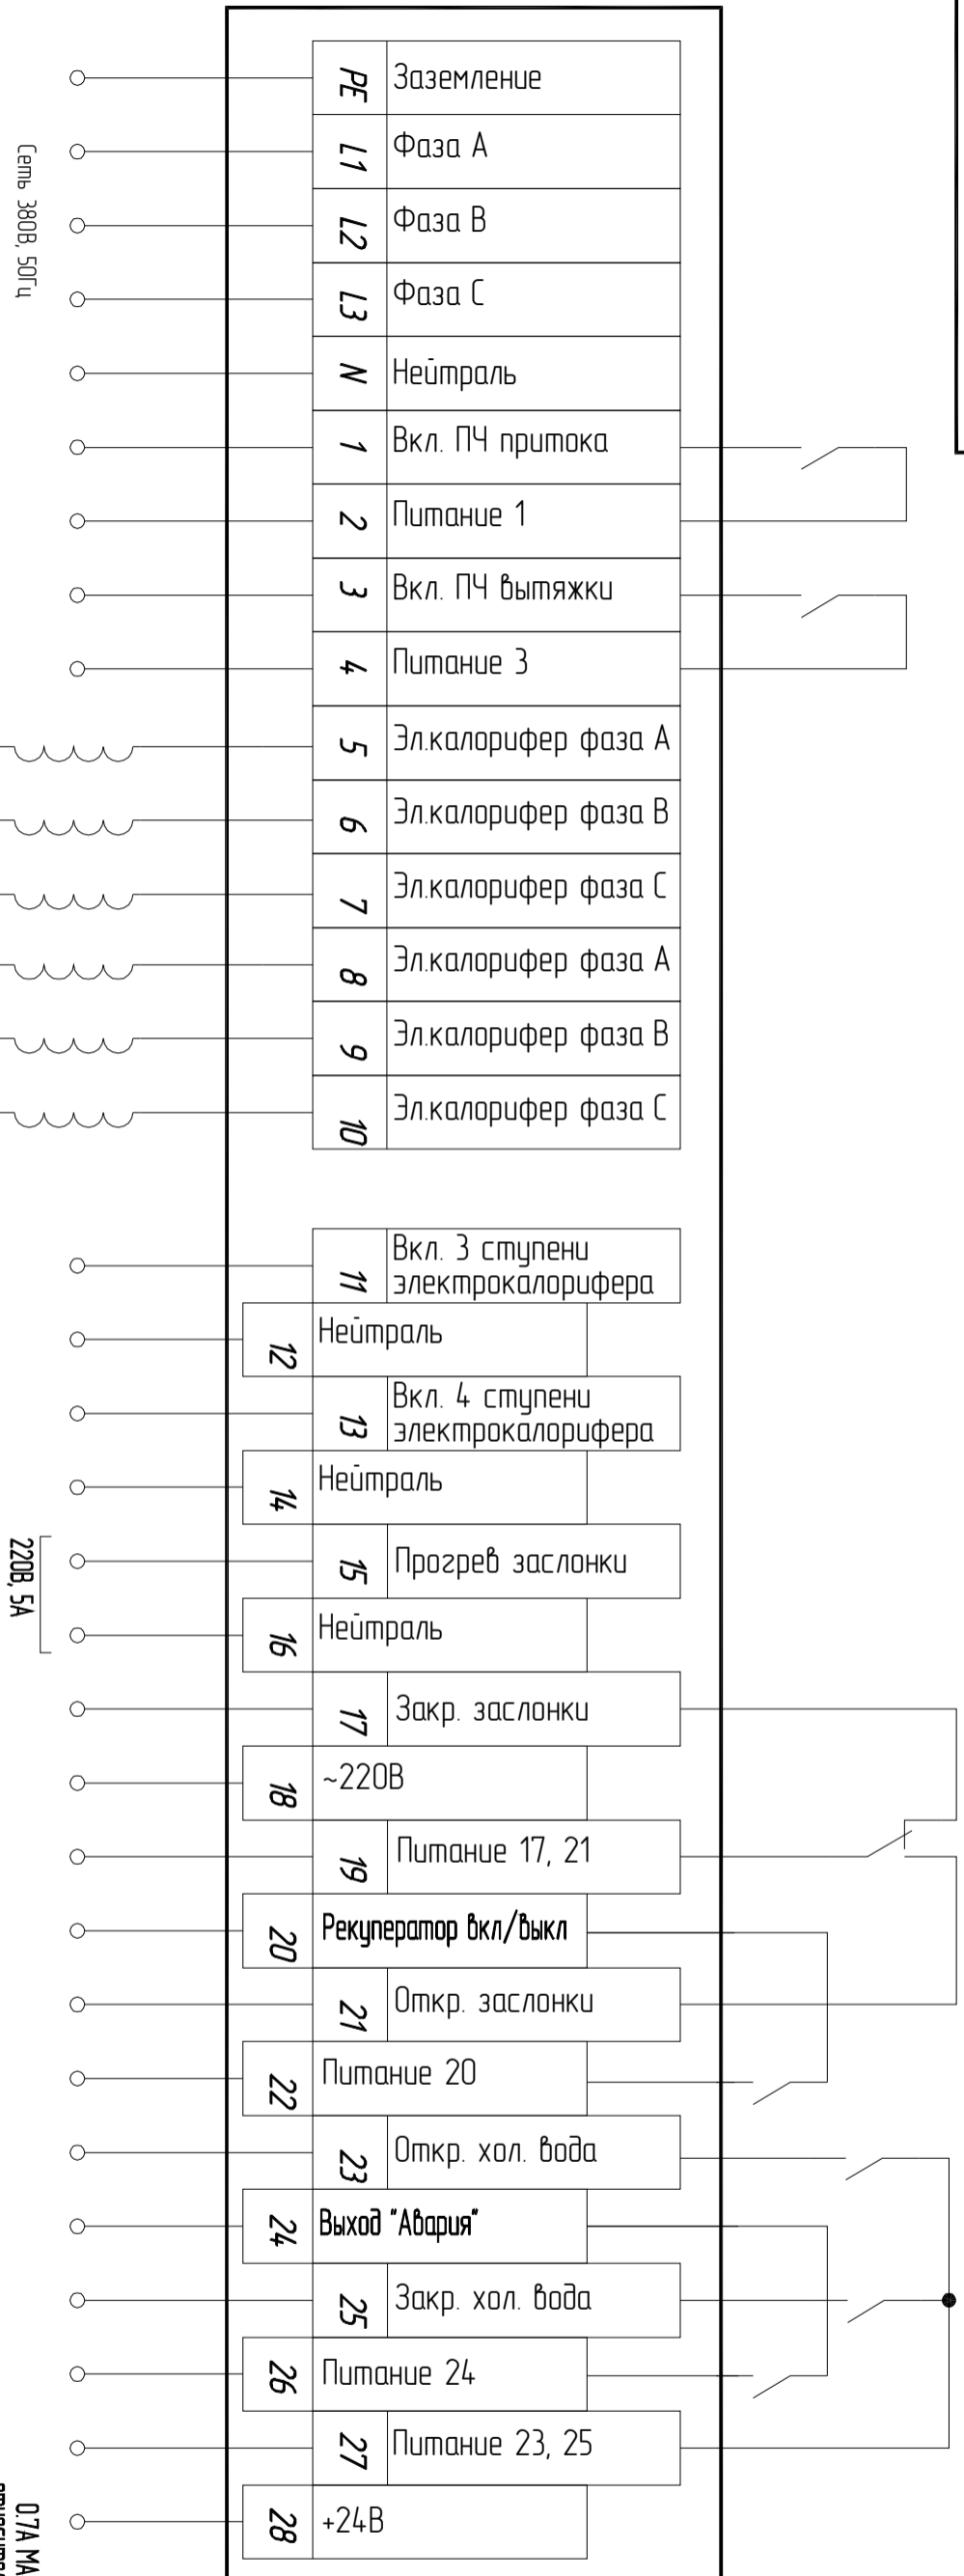 PE Заземление
L1 Фаза А
L2 Фаза В
L3 Фаза С
N Нейтраль
1 Вкл. ПЧ притока
2 Питание 1
3 Вкл. ПЧ вытяжки
4 Питание 3
5 Эл.калорифер фаза А
6 Эл.калорифер фаза В
7 Эл.калорифер фаза С
8 Эл.калорифер фаза А
9 Эл.калорифер фаза В
10 Эл.калорифер фаза С
11 Вкл. 3 ступени
электрокалорифера
12 Нейтраль
13 Вкл. 4 ступени
электрокалорифера
14 Нейтраль
15 Прогрев заслонки
16 Нейтраль
17 Закр. заслонки
18 ~220В
19 Питание 17, 21
20 Рекуператор вкл/выкл
21 Откр. заслонки
22 Питание 20
23 Откр. хол. вода
24 Выход "Авария"
25 Закр. хол. вода
26 Питание 24
27 Питание 23, 25
28 +24В
Сеть 380В, 50Гц
220В, 5А
0.7А